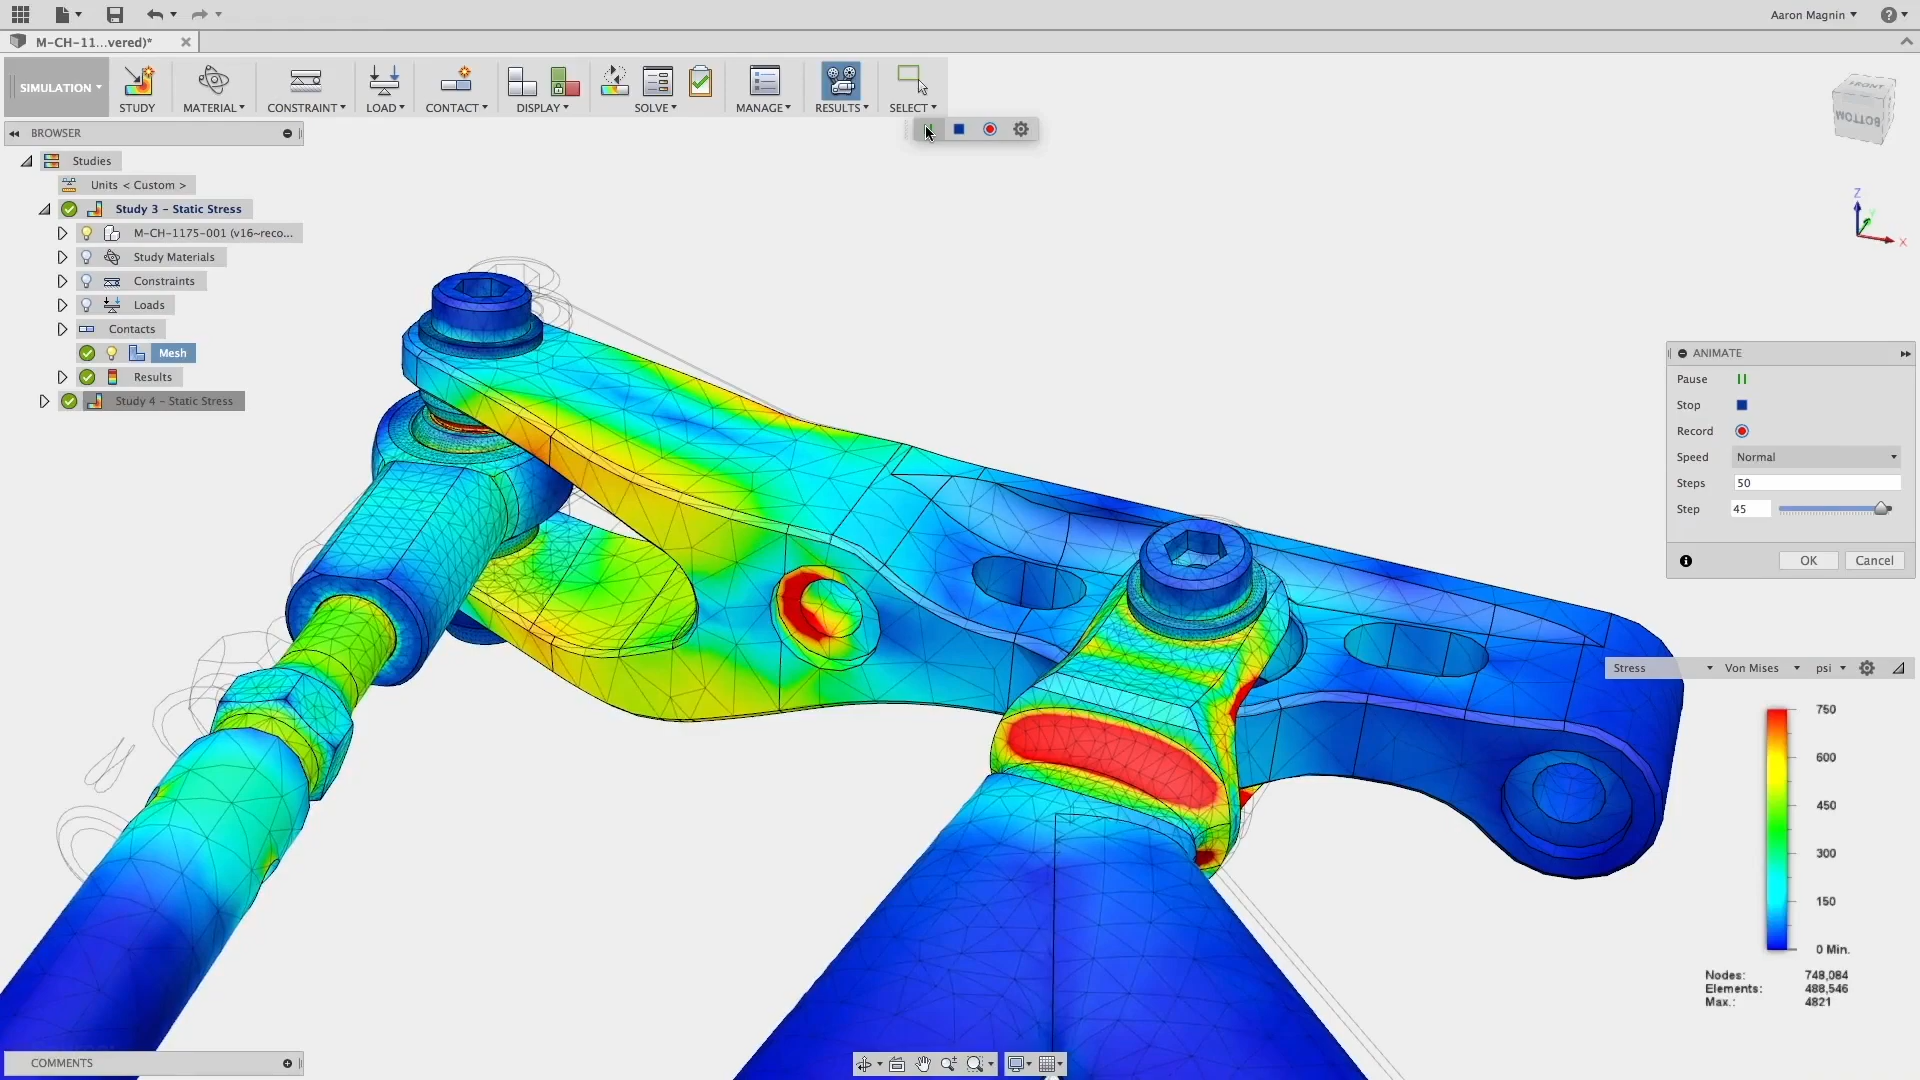 Aaron Magnin
M-CH-11...vered)*
SIMULATION
STUDY
MATERIAL
CONSTRAINT
LOAD
CONTACT
DISPLAY
SOLVE
MANAGE
RESULTS
SELECT
FRONT
BOTTOM
BROWSER
Studies
Units < Custom >
Study 3 - Static Stress
M-CH-1175-001 (v16~reco...
Study Materials
Constraints
Loads
Contacts
Mesh
Results
Study 4 - Static Stress
Z
X
ANIMATE
Pause
Stop
Record
Speed Normal
Steps 50
Step 45
OK Cancel
Stress Von Mises psi
750
600
450
300
150
0 Min.
Nodes: 748,084
Elements: 488,546
Max.: 4821
COMMENTS